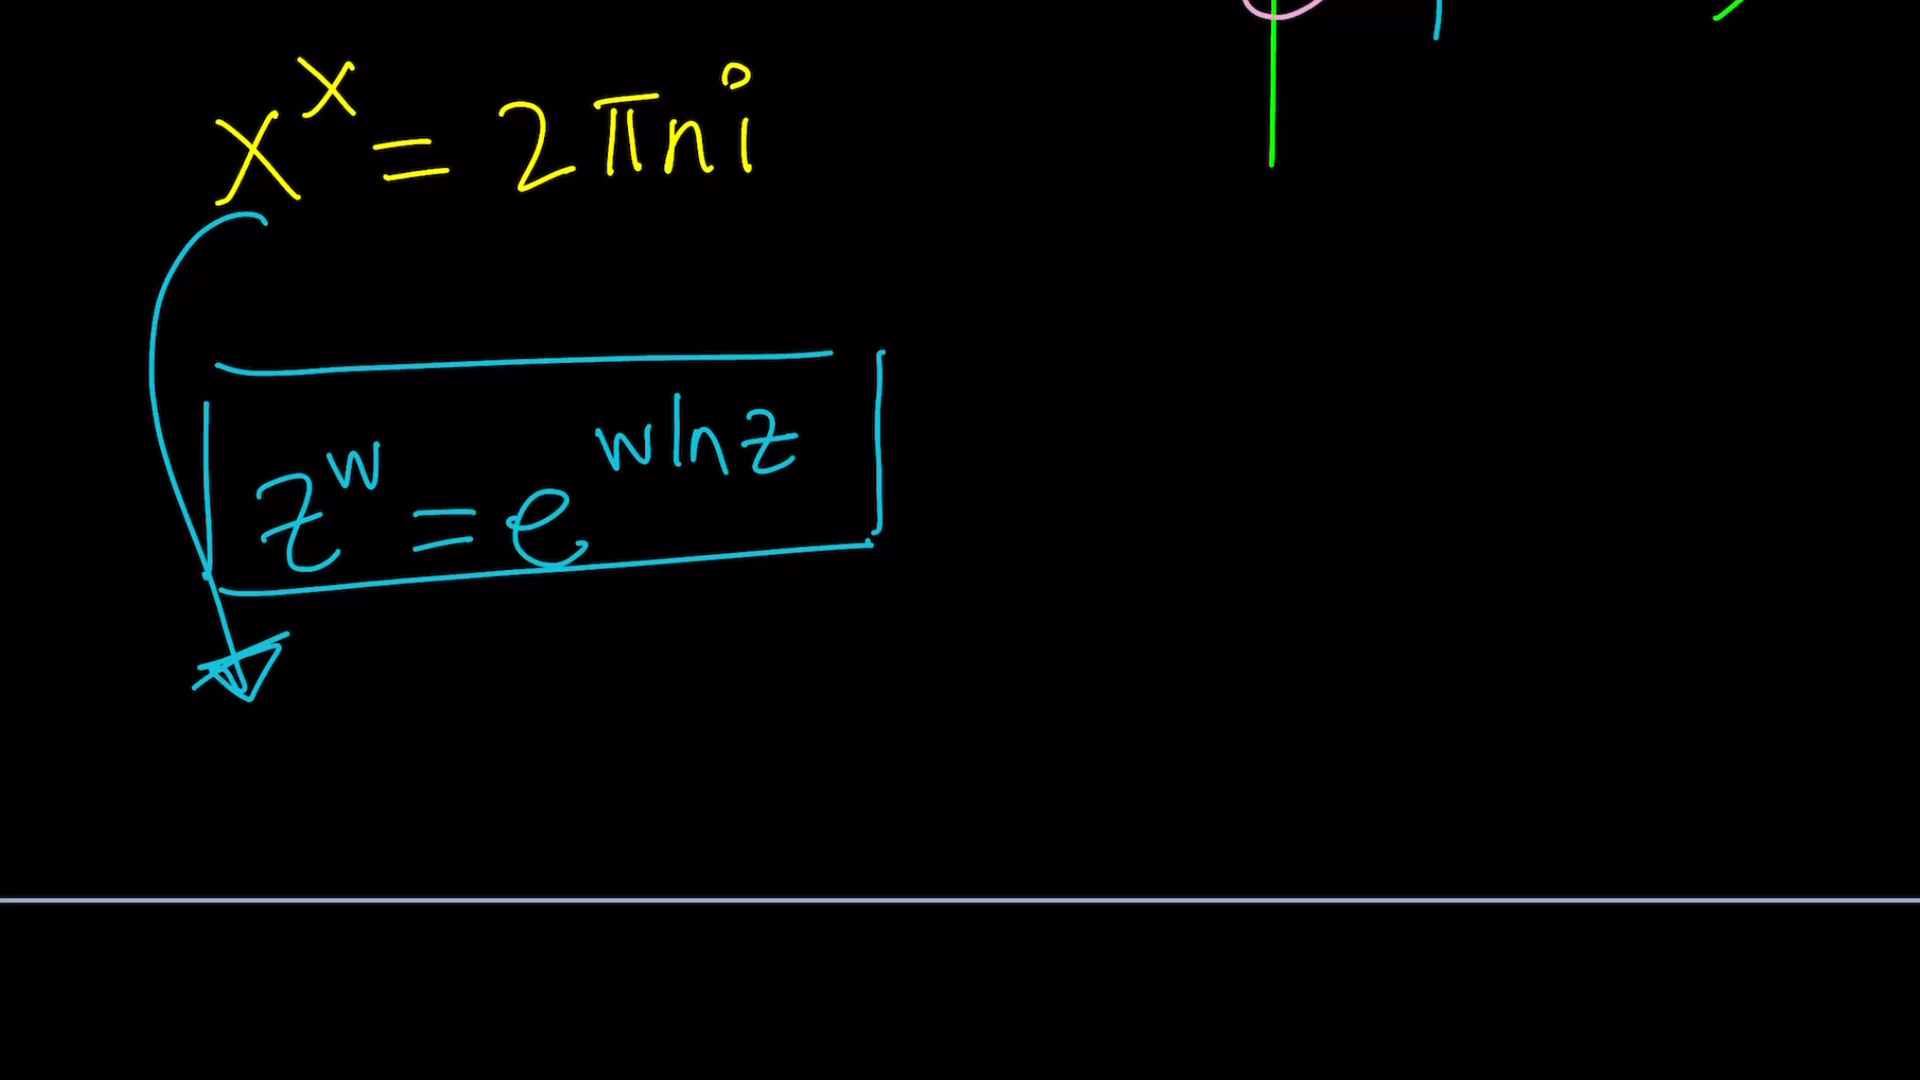 x^x = 2πni
z^w = e^(w ln z)